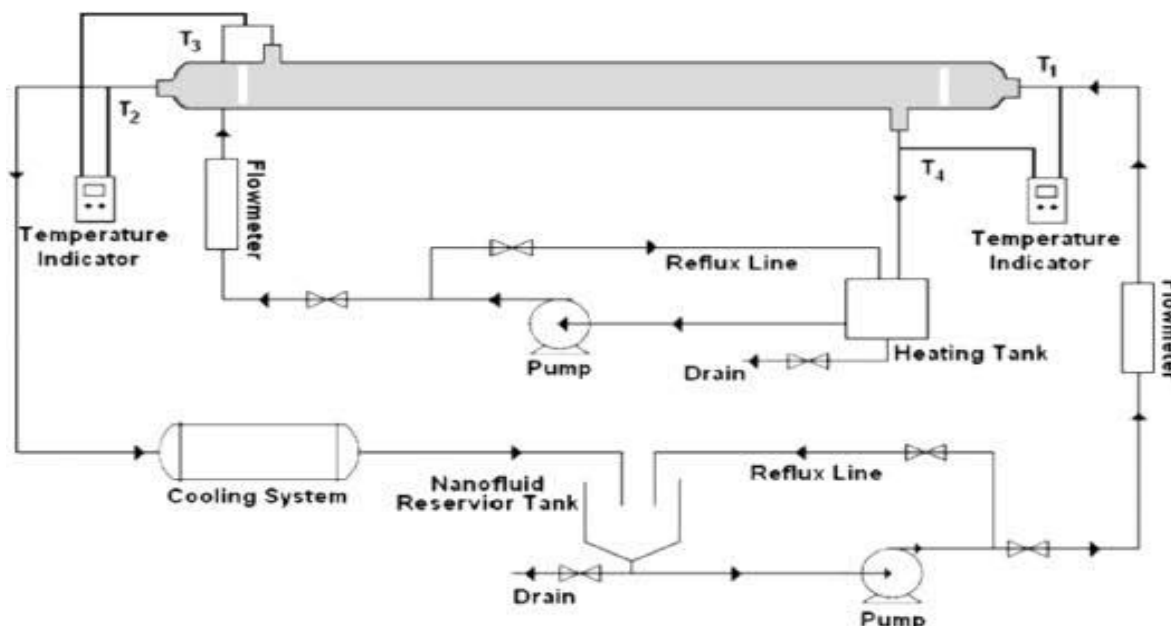 T3
T1
T2
Flowmeter
T4
Temperature
Indicator
Temperature
Indicator
Reflux Line
Flowmeter
Heating Tank
Pump
Drain
Cooling System
Nanofluid
Reservior Tank
Reflux Line
Drain
Pump